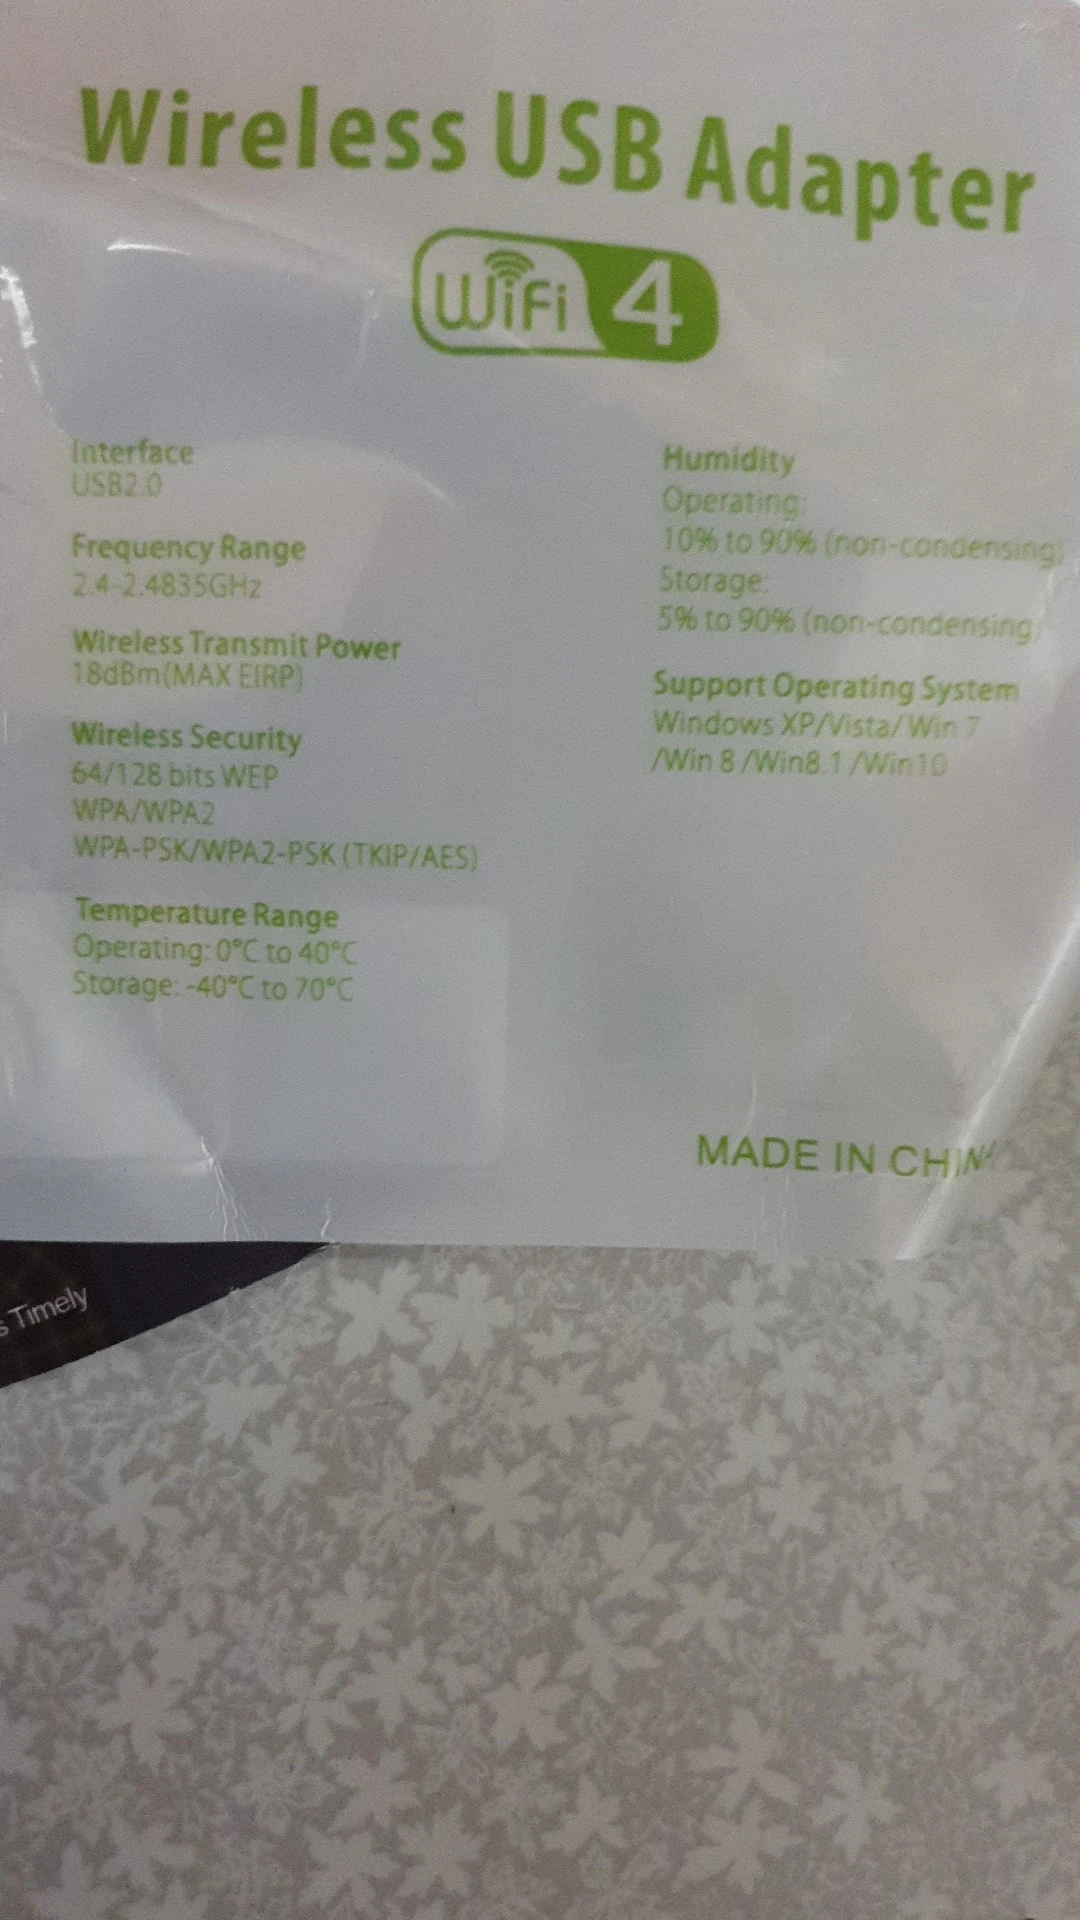 Wireless USB Adapter
WiFi 4
Interface
USB2.0
Frequency Range
2.4-2.4835GHz
Wireless Transmit Power
18dBm(MAX EIRP)
Wireless Security
64/128 bits WEP
WPA/WPA2
WPA-PSK/WPA2-PSK (TKIP/AES)
Temperature Range
Operating: 0°C to 40°C
Storage: -40°C to 70°C
Humidity
Operating:
10% to 90% (non-condensing)
Storage:
5% to 90% (non-condensing)
Support Operating System
Windows XP/Vista/ Win 7
/Win 8 /Win8.1 /Win10
MADE IN CHINA
s Timely